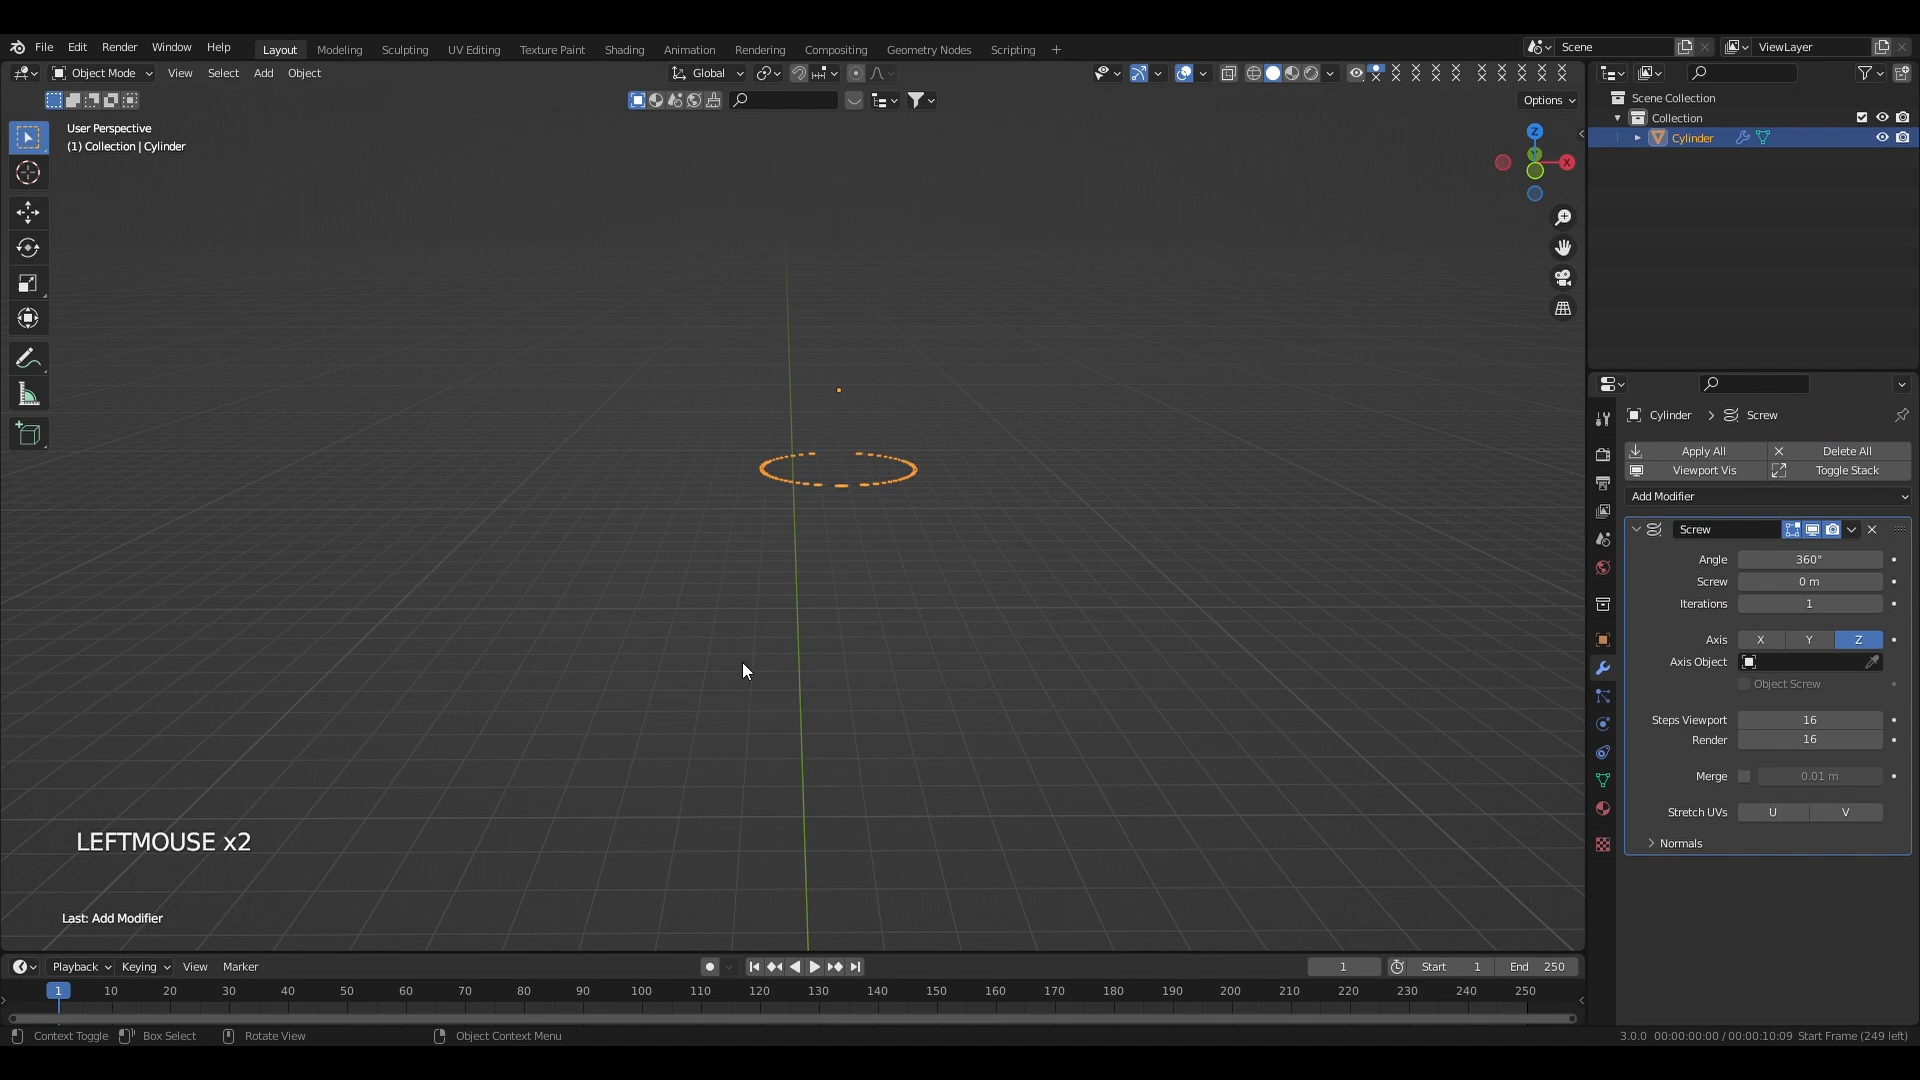 File Edit Render Window Help Layout Modeling Sculpting UV Editing Texture Paint Shading Animation Rendering Compositing Geometry Nodes Scripting + Scene ViewLayer
Object Mode View Select Add Object Global
Options
User Perspective
(1) Collection | Cylinder
Z
Y
X
LEFTMOUSE x2
Last: Add Modifier
Scene Collection
Collection
Cylinder
Cylinder > Screw
Apply All Delete All
Viewport Vis Toggle Stack
Add Modifier
Screw
Angle 360°
Screw 0 m
Iterations 1
Axis X Y Z
Axis Object
Object Screw
Steps Viewport 16
Render 16
Merge 0.01 m
Stretch UVs U V
Normals
Playback Keying View Marker 1 Start 1 End 250
1 10 20 30 40 50 60 70 80 90 100 110 120 130 140 150 160 170 180 190 200 210 220 230 240 250
Context Toggle Box Select Rotate View Object Context Menu 3.0.0 00:00:00:00 / 00:00:10:09 Start Frame (249 left)